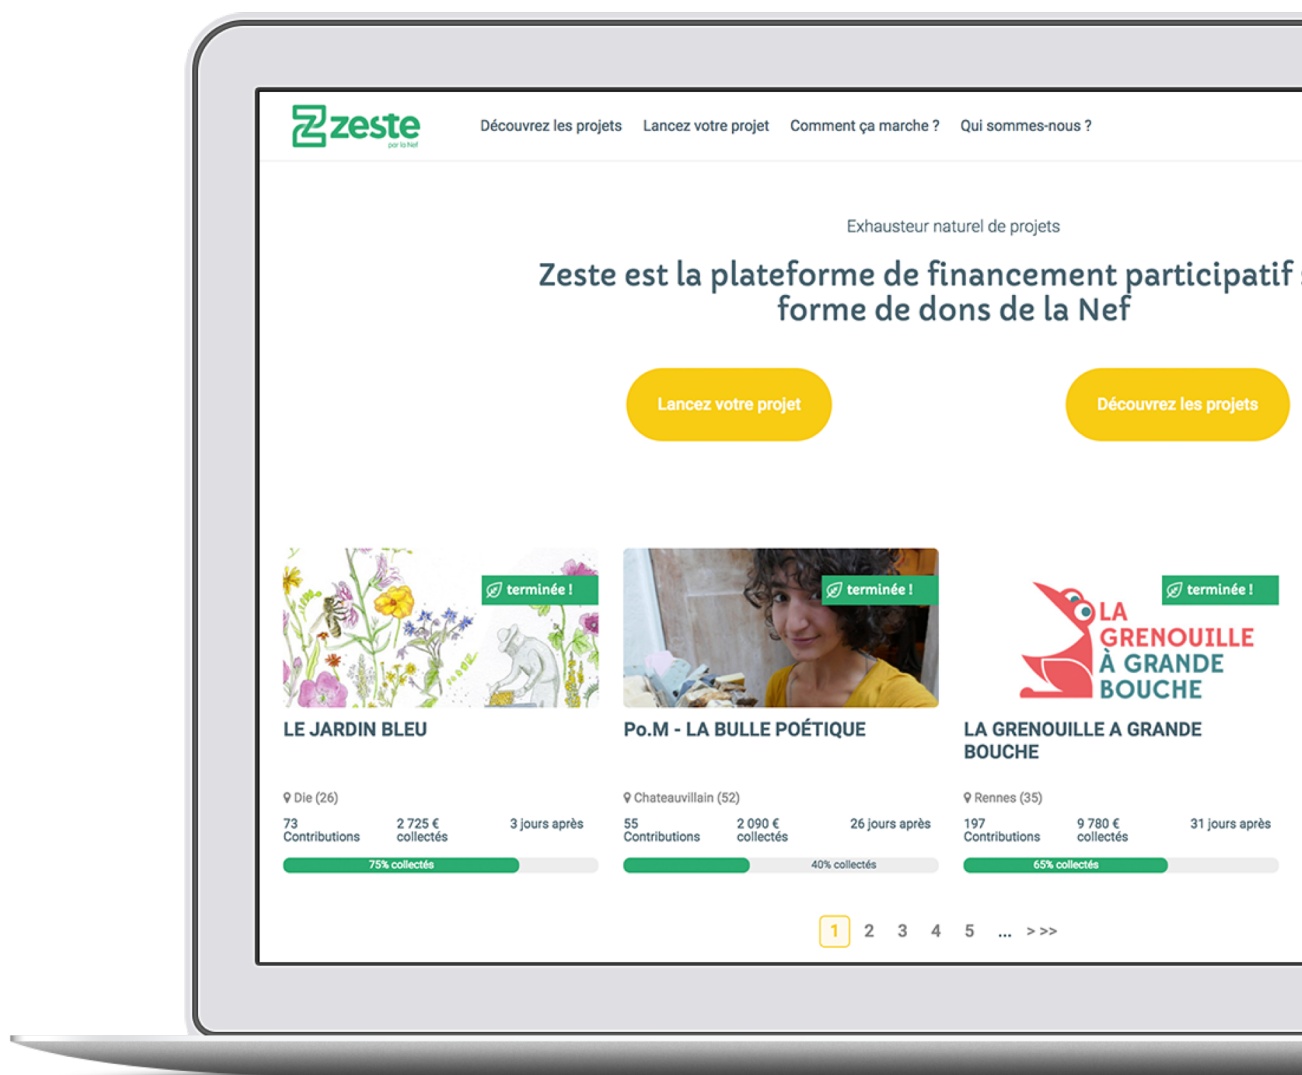 zeste
par la Nef
Découvrez les projets Lancez votre projet Comment ça marche ? Qui sommes-nous ?
Exhausteur naturel de projets
Zeste est la plateforme de financement participatif
forme de dons de la Nef
Lancez votre projet Découvrez les projets
terminée !
LE JARDIN BLEU
Die (26)
73 Contributions
2 725 € collectés
3 jours après
75% collectés
terminée !
Po.M - LA BULLE POÉTIQUE
Chateauvillain (52)
55 Contributions
2 090 € collectés
26 jours après
40% collectés
terminée !
LA
GRENOUILLE
À GRANDE
BOUCHE
LA GRENOUILLE A GRANDE
BOUCHE
Rennes (35)
197 Contributions
9 780 € collectés
31 jours après
65% collectés
1 2 3 4 5 ... > >>